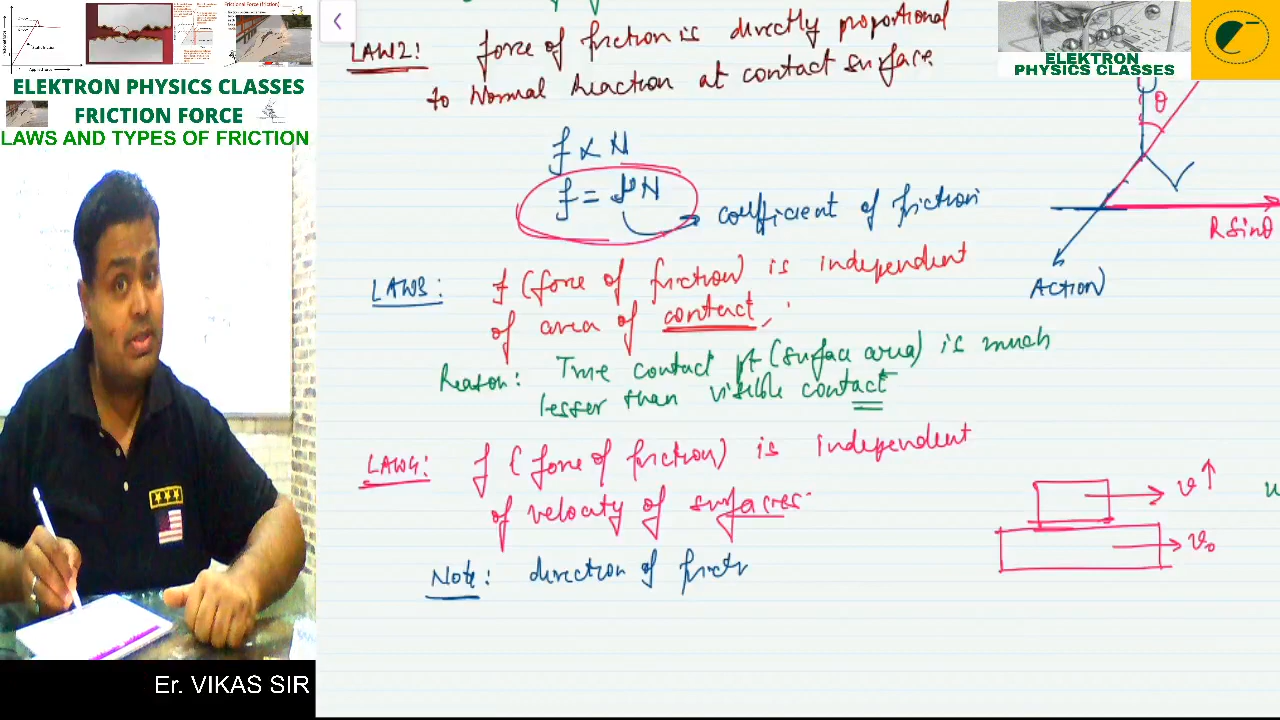 ELEKTRON PHYSICS CLASSES
FRICTION FORCE
LAWS AND TYPES OF FRICTION
Er. VIKAS SIR
LAW2: force of friction is directly proportional
to Normal Reaction at contact surface
f ∝ N
f = μN
coefficient of friction
LAW3: f (force of friction) is independent
of area of contact
Reason: True contact pt (surface area) is much
lesser than visible contact
LAW4: f (force of friction) is independent
of velocity of surfaces
Note: direction of frictr
ELEKTRON
PHYSICS CLASSES
θ
R sinθ
Action
v ↑
v₀